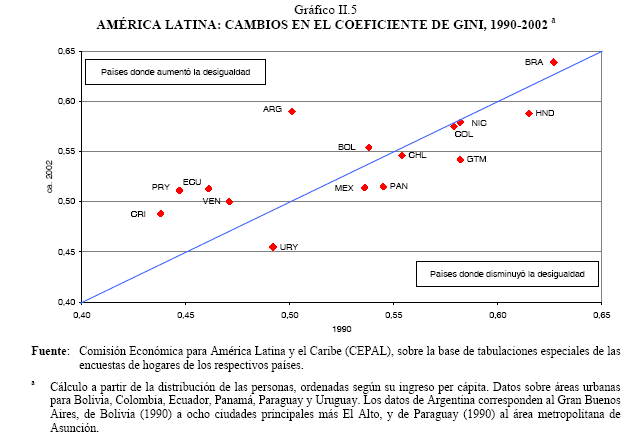 Gráfico II.5
AMÉRICA LATINA: CAMBIOS EN EL COEFICIENTE DE GINI, 1990-2002 a
0,65
BRA
Países donde aumentó la desigualdad
0,60
ARG
HND
NIC
COL
0,55
BOL
CHL
GTM
ca. 2002
PRY
ECU
MEX
PAN
0,50
VEN
CRI
0,45
URY
Países donde disminuyó la desigualdad
0,40
0,40
0,45
0,50
0,55
0,60
0,65
1990
Fuente: Comisión Económica para América Latina y el Caribe (CEPAL), sobre la base de tabulaciones especiales de las
encuestas de hogares de los respectivos países.
a Cálculo a partir de la distribución de las personas, ordenadas según su ingreso per cápita. Datos sobre áreas urbanas
para Bolivia, Colombia, Ecuador, Panamá, Paraguay y Uruguay. Los datos de Argentina corresponden al Gran Buenos
Aires, de Bolivia (1990) a ocho ciudades principales más El Alto, y de Paraguay (1990) al área metropolitana de
Asunción.